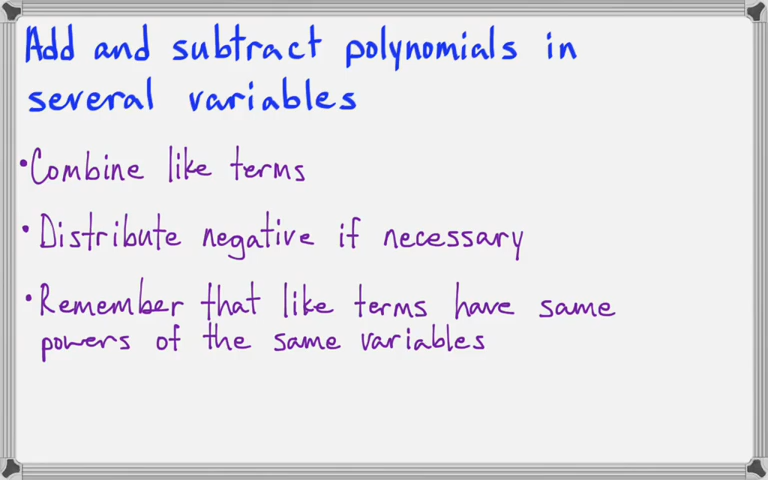 Add and subtract polynomials in
several variables
•Combine like terms
•Distribute negative if necessary
•Remember that like terms have same
powers of the same variables